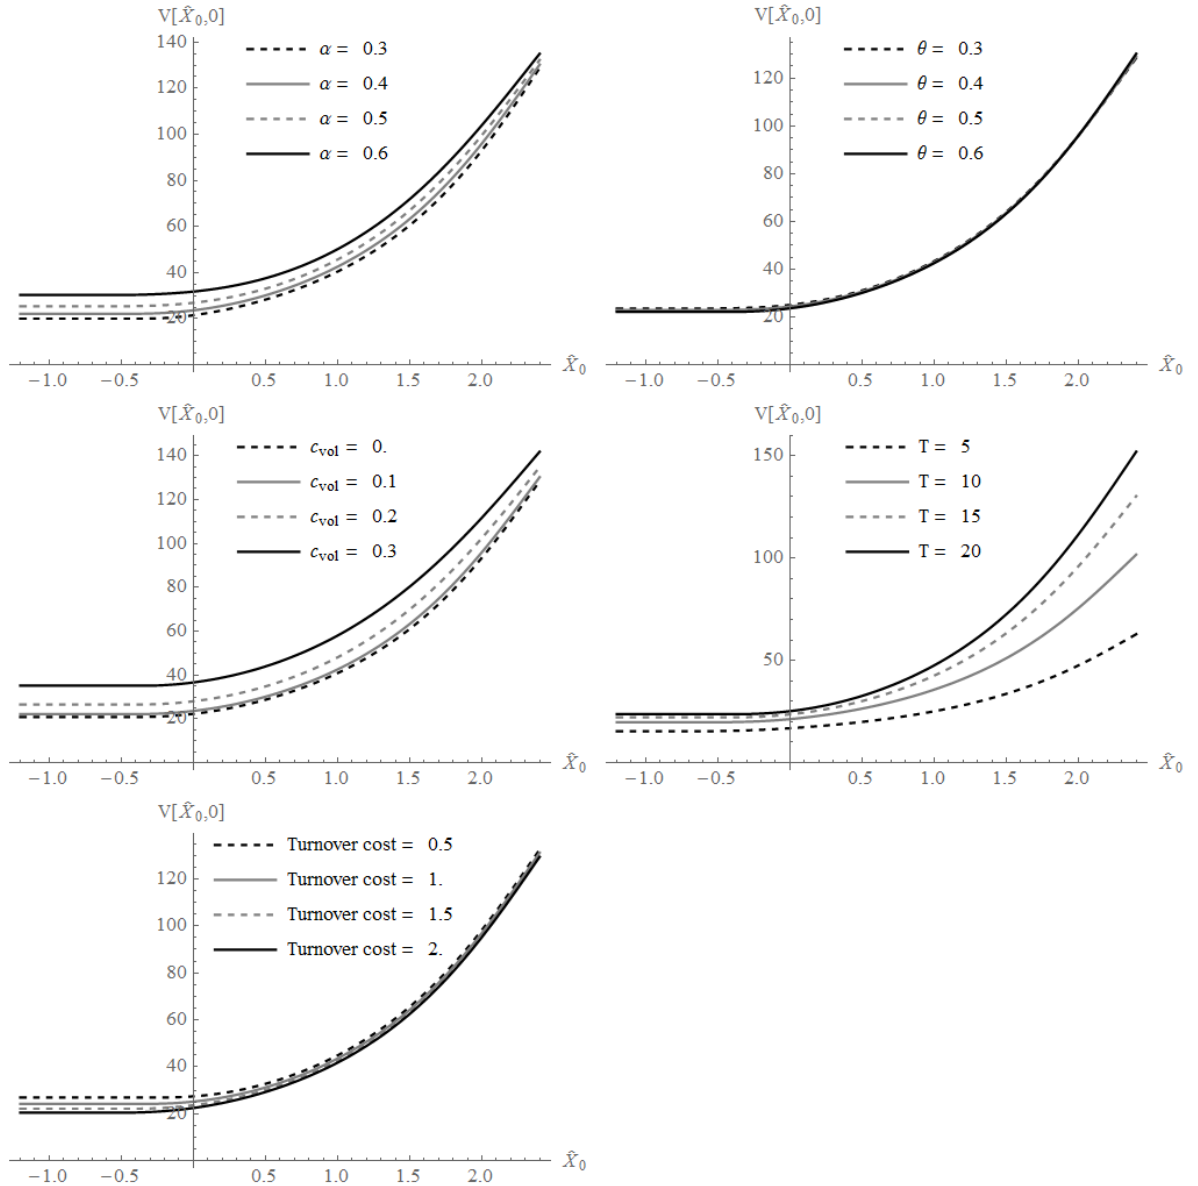 V[X̂₀,0]
140
120
100
80
60
40
20
α = 0.3
α = 0.4
α = 0.5
α = 0.6
−1.0 −0.5 0.5 1.0 1.5 2.0 X̂₀
V[X̂₀,0]
120
100
80
60
40
20
θ = 0.3
θ = 0.4
θ = 0.5
θ = 0.6
−1.0 −0.5 0.5 1.0 1.5 2.0 X̂₀
V[X̂₀,0]
140
120
100
80
60
40
20
c_vol = 0.
c_vol = 0.1
c_vol = 0.2
c_vol = 0.3
−1.0 −0.5 0.5 1.0 1.5 2.0 X̂₀
V[X̂₀,0]
150
100
50
T = 5
T = 10
T = 15
T = 20
−1.0 −0.5 0.5 1.0 1.5 2.0 X̂₀
V[X̂₀,0]
120
100
80
60
40
20
Turnover cost = 0.5
Turnover cost = 1.
Turnover cost = 1.5
Turnover cost = 2.
−1.0 −0.5 0.5 1.0 1.5 2.0 X̂₀